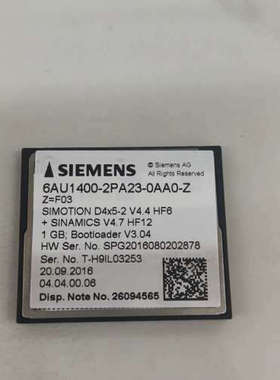 © Siemens AG
All Rights Reserved
SIEMENS
6AU1400-2PA23-0AA0-Z
Z=F03
SIMOTION D4x5-2 V4.4 HF6
+ SINAMICS V4.7 HF12
1 GB; Bootloader V3.04
HW Ser. No. SPG2016080202878
Ser. No. T-H9IL03253
20.09.2016
04.04.00.06
Disp. Note No. 26094565